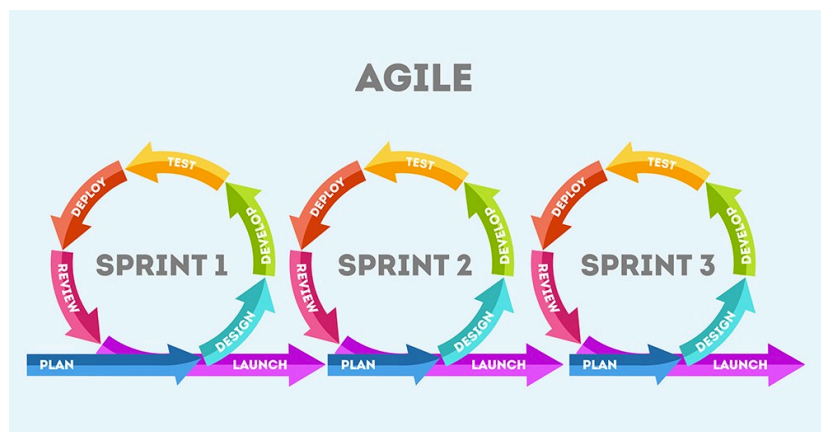 AGILE
TEST
DEPLOY
DEVELOP
REVIEW
SPRINT 1
DESIGN
PLAN
LAUNCH
TEST
DEPLOY
DEVELOP
REVIEW
SPRINT 2
DESIGN
PLAN
LAUNCH
TEST
DEPLOY
DEVELOP
REVIEW
SPRINT 3
DESIGN
PLAN
LAUNCH